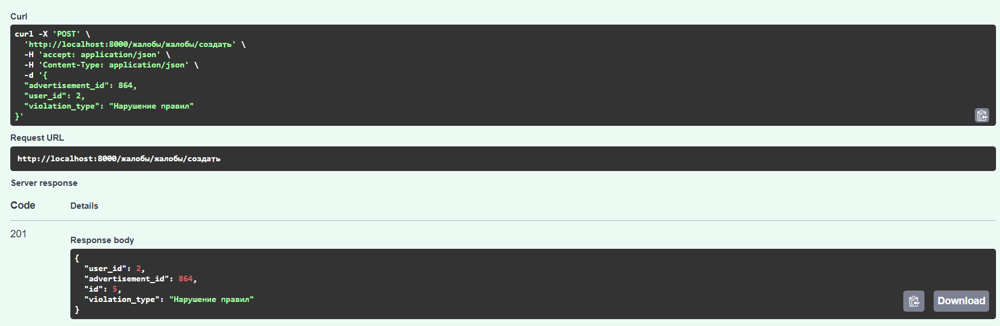 Curl
curl -X 'POST' \
  'http://localhost:8000/жалобы/жалобы/создать' \
  -H 'accept: application/json' \
  -H 'Content-Type: application/json' \
  -d '{
  "advertisement_id": 864,
  "user_id": 2,
  "violation_type": "Нарушение правил"
}'
Request URL
http://localhost:8000/жалобы/жалобы/создать
Server response
Code Details
201
Response body
{
  "user_id": 2,
  "advertisement_id": 864,
  "id": 5,
  "violation_type": "Нарушение правил"
}
Download